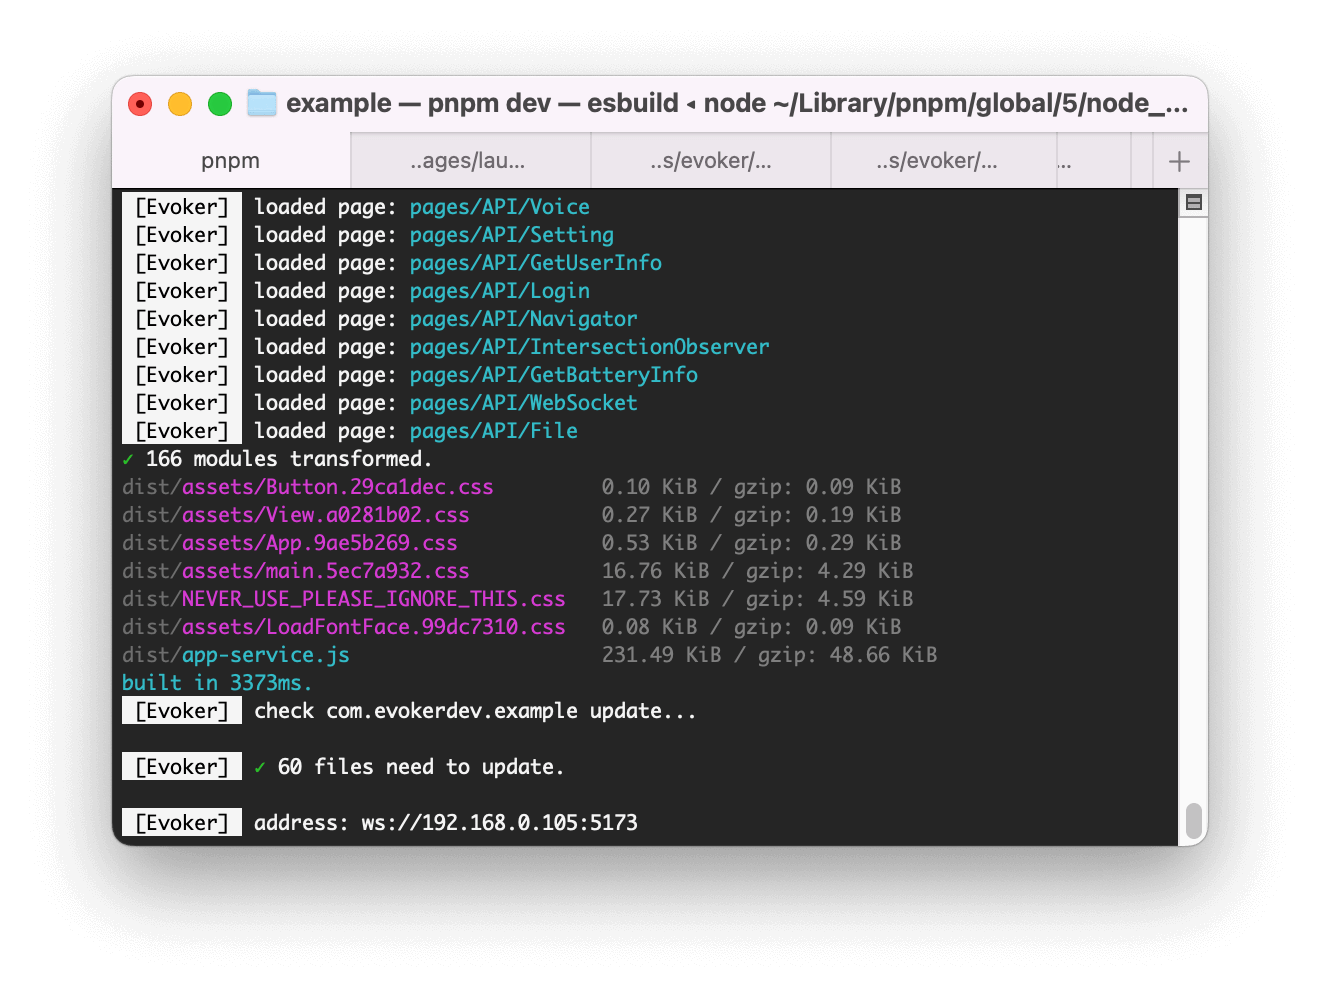 example — pnpm dev — esbuild ◂ node ~/Library/pnpm/global/5/node_...
pnpm
..ages/lau...
..s/evoker/...
..s/evoker/...
...
[Evoker] loaded page: pages/API/Voice
[Evoker] loaded page: pages/API/Setting
[Evoker] loaded page: pages/API/GetUserInfo
[Evoker] loaded page: pages/API/Login
[Evoker] loaded page: pages/API/Navigator
[Evoker] loaded page: pages/API/IntersectionObserver
[Evoker] loaded page: pages/API/GetBatteryInfo
[Evoker] loaded page: pages/API/WebSocket
[Evoker] loaded page: pages/API/File
✓ 166 modules transformed.
dist/assets/Button.29ca1dec.css 0.10 KiB / gzip: 0.09 KiB
dist/assets/View.a0281b02.css 0.27 KiB / gzip: 0.19 KiB
dist/assets/App.9ae5b269.css 0.53 KiB / gzip: 0.29 KiB
dist/assets/main.5ec7a932.css 16.76 KiB / gzip: 4.29 KiB
dist/NEVER_USE_PLEASE_IGNORE_THIS.css 17.73 KiB / gzip: 4.59 KiB
dist/assets/LoadFontFace.99dc7310.css 0.08 KiB / gzip: 0.09 KiB
dist/app-service.js 231.49 KiB / gzip: 48.66 KiB
built in 3373ms.
[Evoker] check com.evokerdev.example update...
[Evoker] ✓ 60 files need to update.
[Evoker] address: ws://192.168.0.105:5173